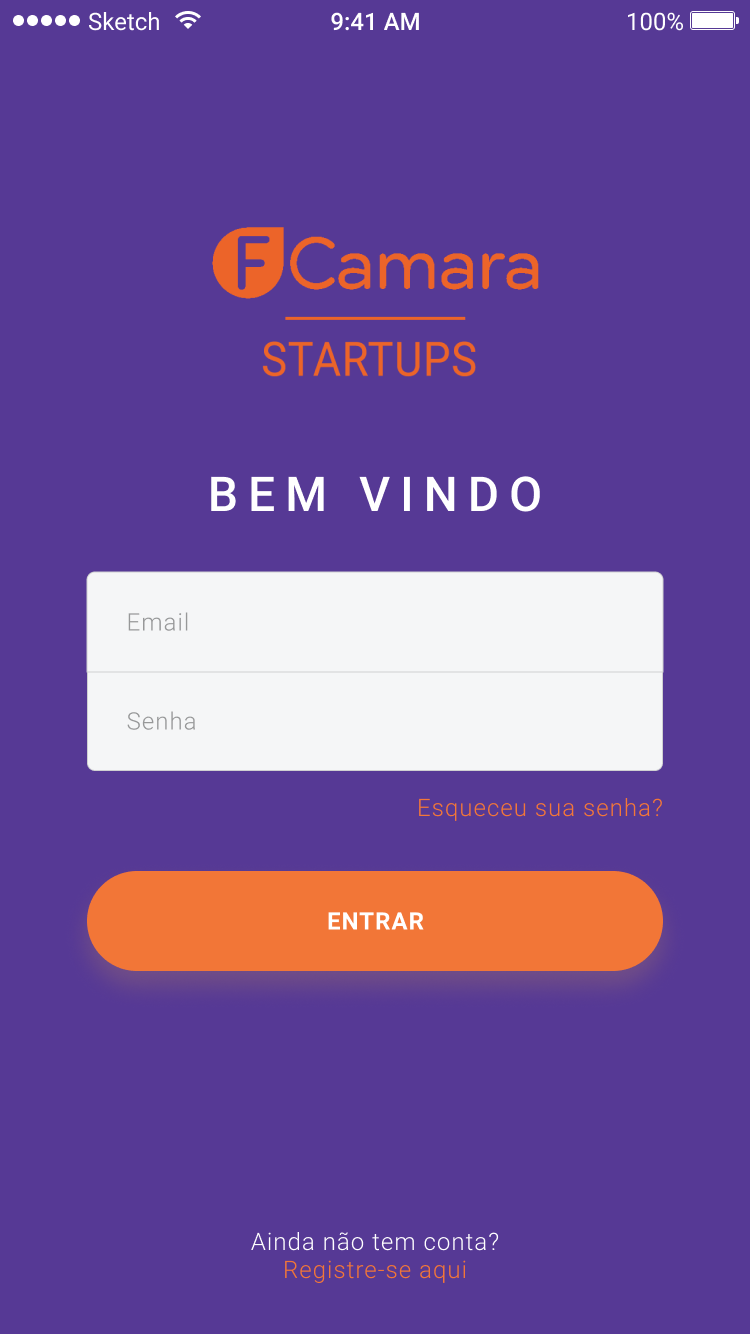 Sketch 9:41 AM 100%
F Camara
STARTUPS
BEM VINDO
Email
Senha
Esqueceu sua senha?
ENTRAR
Ainda não tem conta?
Registre-se aqui